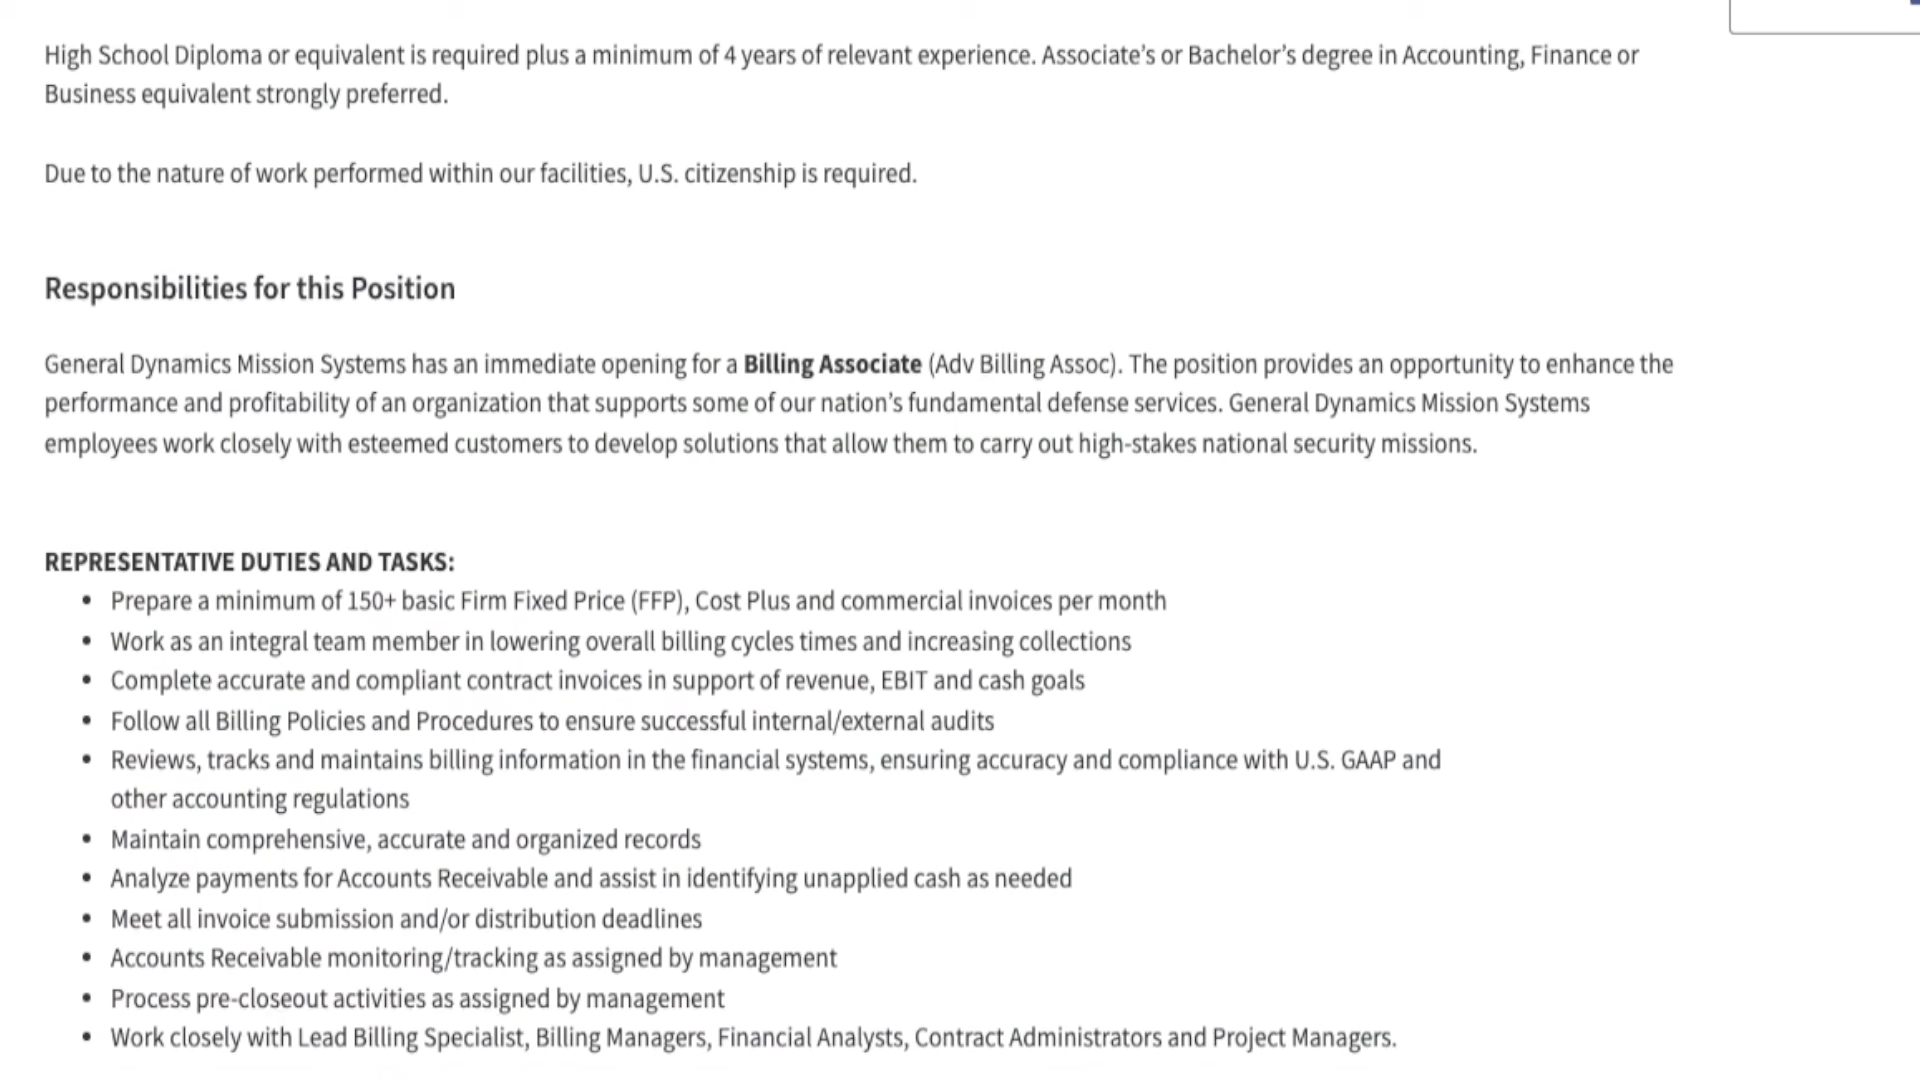 High School Diploma or equivalent is required plus a minimum of 4 years of relevant experience. Associate’s or Bachelor’s degree in Accounting, Finance or
Business equivalent strongly preferred.
Due to the nature of work performed within our facilities, U.S. citizenship is required.
Responsibilities for this Position
General Dynamics Mission Systems has an immediate opening for a Billing Associate (Adv Billing Assoc). The position provides an opportunity to enhance the
performance and profitability of an organization that supports some of our nation’s fundamental defense services. General Dynamics Mission Systems
employees work closely with esteemed customers to develop solutions that allow them to carry out high-stakes national security missions.
REPRESENTATIVE DUTIES AND TASKS:
• Prepare a minimum of 150+ basic Firm Fixed Price (FFP), Cost Plus and commercial invoices per month
• Work as an integral team member in lowering overall billing cycles times and increasing collections
• Complete accurate and compliant contract invoices in support of revenue, EBIT and cash goals
• Follow all Billing Policies and Procedures to ensure successful internal/external audits
• Reviews, tracks and maintains billing information in the financial systems, ensuring accuracy and compliance with U.S. GAAP and
other accounting regulations
• Maintain comprehensive, accurate and organized records
• Analyze payments for Accounts Receivable and assist in identifying unapplied cash as needed
• Meet all invoice submission and/or distribution deadlines
• Accounts Receivable monitoring/tracking as assigned by management
• Process pre-closeout activities as assigned by management
• Work closely with Lead Billing Specialist, Billing Managers, Financial Analysts, Contract Administrators and Project Managers.